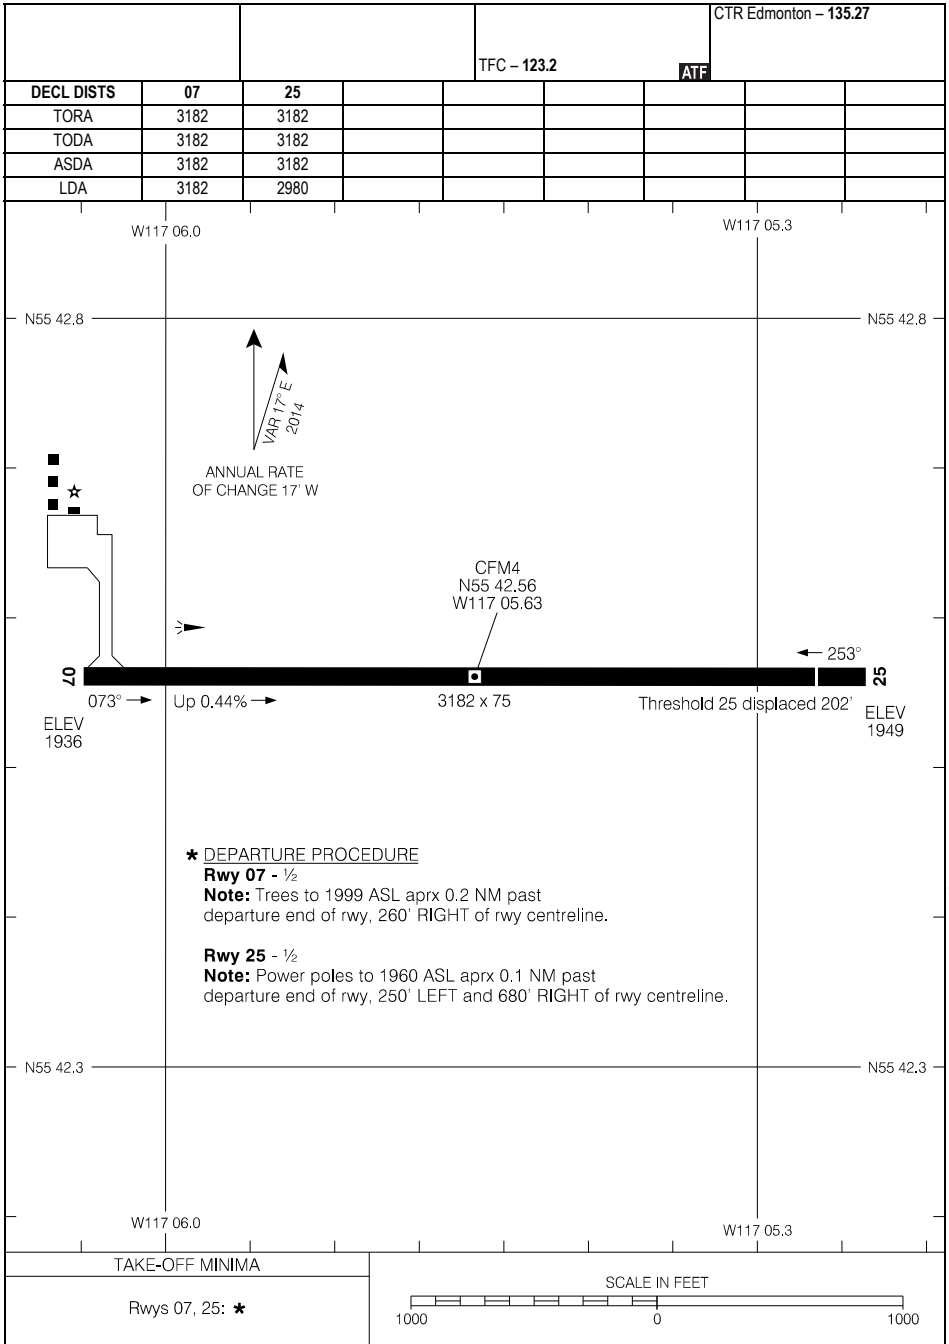 CTR Edmonton – 135.27
TFC – 123.2
ATF
DECL DISTS 07 25
TORA 3182 3182
TODA 3182 3182
ASDA 3182 3182
LDA 3182 2980
W117 06.0
W117 05.3
N55 42.8
N55 42.8
VAR 17° E
2014
ANNUAL RATE
OF CHANGE 17' W
CFM4
N55 42.56
W117 05.63
253°
07
25
073°
Up 0.44%
3182 x 75
Threshold 25 displaced 202'
ELEV
1936
ELEV
1949
* DEPARTURE PROCEDURE
Rwy 07 - ½
Note: Trees to 1999 ASL aprx 0.2 NM past
departure end of rwy, 260' RIGHT of rwy centreline.
Rwy 25 - ½
Note: Power poles to 1960 ASL aprx 0.1 NM past
departure end of rwy, 250' LEFT and 680' RIGHT of rwy centreline.
N55 42.3
N55 42.3
W117 06.0
W117 05.3
TAKE-OFF MINIMA
Rwys 07, 25: *
SCALE IN FEET
1000 0 1000